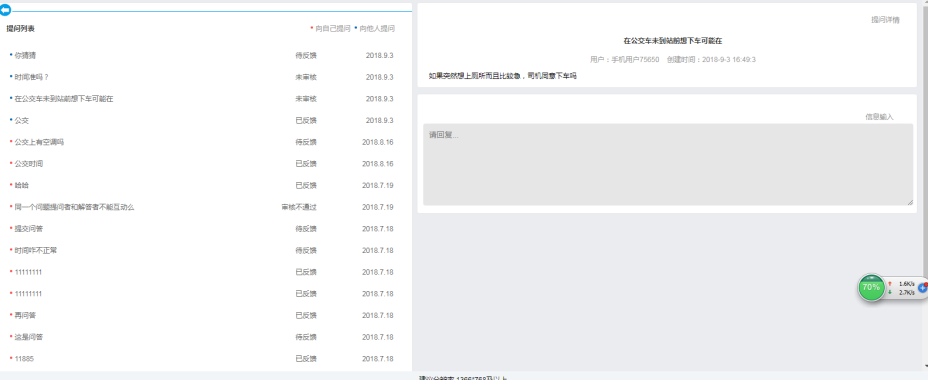 提问列表 • 向自己提问 • 向他人提问
• 你猜猜 待反馈 2018.9.3
• 时间准吗？ 未审核 2018.9.3
• 在公交车未到站前想下车可能在 未审核 2018.9.3
• 公交 已反馈 2018.9.3
• 公交上有空调吗 待反馈 2018.8.16
• 公交时间 已反馈 2018.8.16
• 哈哈 已反馈 2018.7.19
• 同一个问题提问者和解答者不能互动么 审核不通过 2018.7.19
• 提交问答 待反馈 2018.7.18
• 时间咋不正常 待反馈 2018.7.18
• 11111111 已反馈 2018.7.18
• 11111111 已反馈 2018.7.18
• 再问答 已反馈 2018.7.18
• 这是问答 待反馈 2018.7.18
• 11885 已反馈 2018.7.18
提问详情
在公交车未到站前想下车可能在
用户：手机用户75650 创建时间：2018-9-3 16:49:3
如果突然想上厕所而且比较急，司机同意下车吗
信息输入
请回复...
70%
1.6K/s
2.7K/s
建议分辨率 1366*768及以上